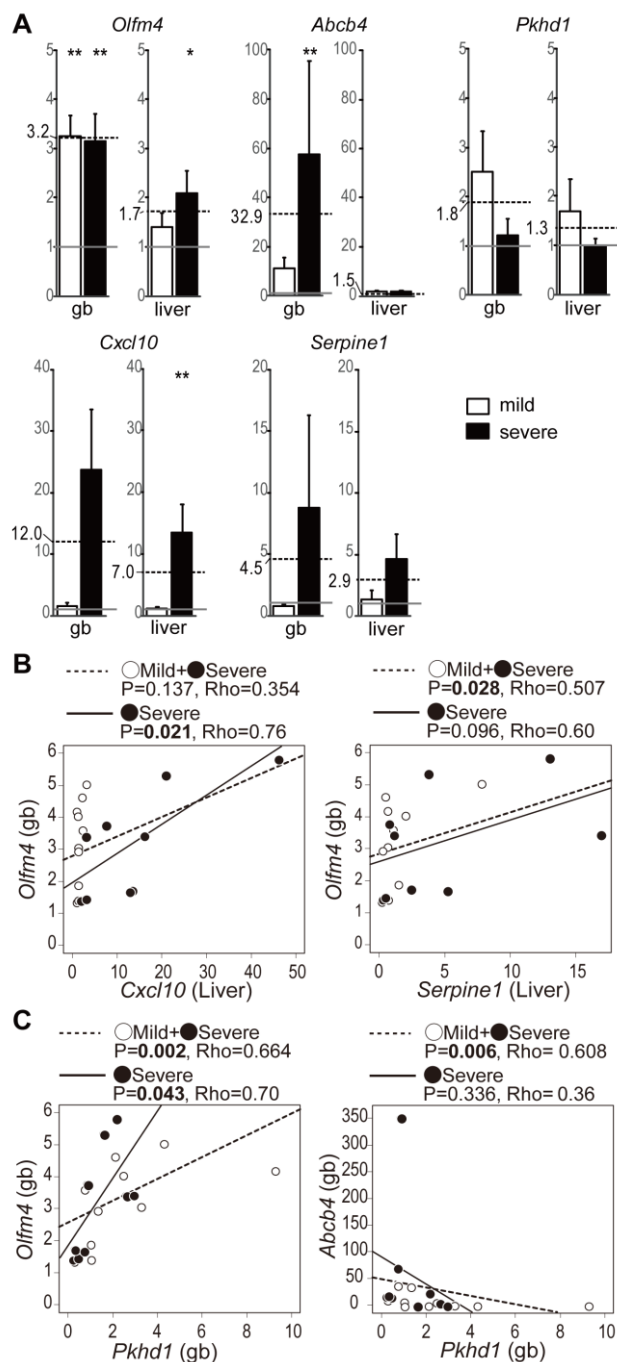 A
Olfm4
Abcb4
Pkhd1
5 4 3 2 1 0
3.2
** **
gb
5 4 3 2 1 0
1.7
*
liver
100 80 60 40 20 0
32.9
**
gb
100 80 60 40 20 0
1.5
liver
5 4 3 2 1 0
1.8
gb
5 4 3 2 1 0
1.3
liver
Cxcl10
Serpine1
40 30 20 10 0
12.0
gb
40 30 20 10 0
7.0
**
liver
20 15 10 5 0
4.5
gb
20 15 10 5 0
2.9
liver
mild
severe
B
Mild+ Severe
P=0.137, Rho=0.354
Severe
P=0.021, Rho=0.76
6 5 4 3 2 1 0
Olfm4 (gb)
0 10 20 30 40 50
Cxcl10 (Liver)
Mild+ Severe
P=0.028, Rho=0.507
Severe
P=0.096, Rho=0.60
6 5 4 3 2 1 0
Olfm4 (gb)
0 5 10 15
Serpine1 (Liver)
C
Mild+ Severe
P=0.002, Rho=0.664
Severe
P=0.043, Rho=0.70
6 5 4 3 2 1 0
Olfm4 (gb)
0 2 4 6 8 10
Pkhd1 (gb)
Mild+ Severe
P=0.006, Rho= 0.608
Severe
P=0.336, Rho= 0.36
350 300 250 200 150 100 50 0
Abcb4 (gb)
0 2 4 6 8 10
Pkhd1 (gb)